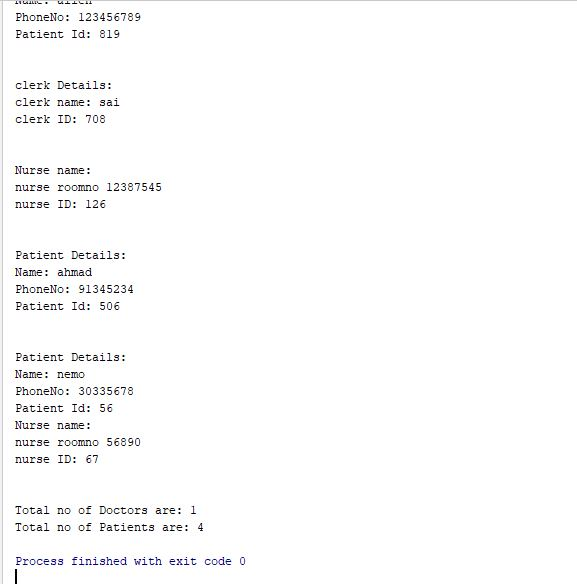 PhoneNo: 123456789
Patient Id: 819
clerk Details:
clerk name: sai
clerk ID: 708
Nurse name:
nurse roomno 12387545
nurse ID: 126
Patient Details:
Name: ahmad
PhoneNo: 91345234
Patient Id: 506
Patient Details:
Name: nemo
PhoneNo: 30335678
Patient Id: 56
Nurse name:
nurse roomno 56890
nurse ID: 67
Total no of Doctors are: 1
Total no of Patients are: 4
Process finished with exit code 0